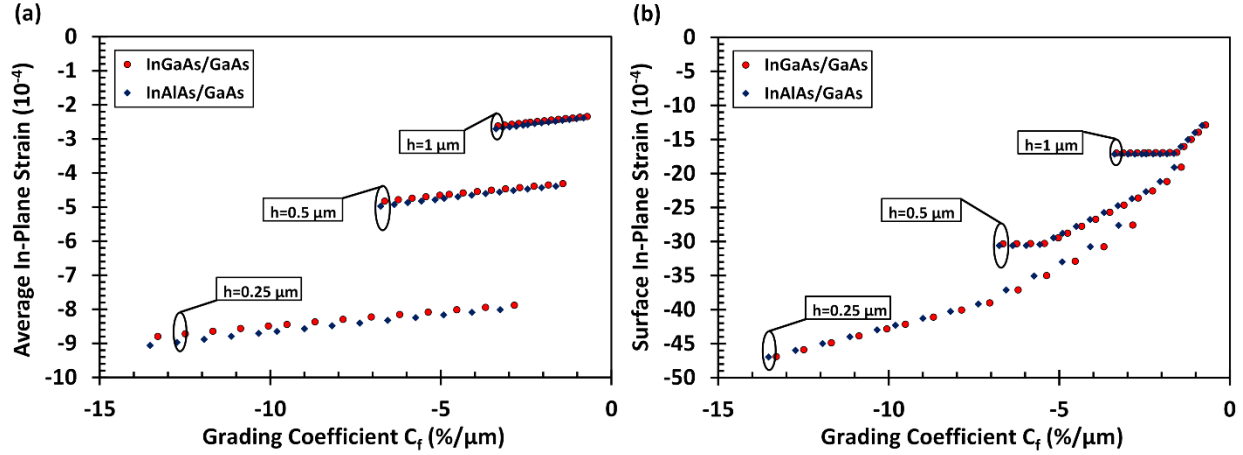 (a)
0
-1
-2
-3
-4
-5
-6
-7
-8
-9
-10
Average In-Plane Strain (10⁻⁴)
InGaAs/GaAs
InAlAs/GaAs
h=1 μm
h=0.5 μm
h=0.25 μm
-15
-10
-5
0
Grading Coefficient C_f (%/μm)
(b)
0
-5
-10
-15
-20
-25
-30
-35
-40
-45
-50
Surface In-Plane Strain (10⁻⁴)
InGaAs/GaAs
InAlAs/GaAs
h=1 μm
h=0.5 μm
h=0.25 μm
-15
-10
-5
0
Grading Coefficient C_f (%/μm)